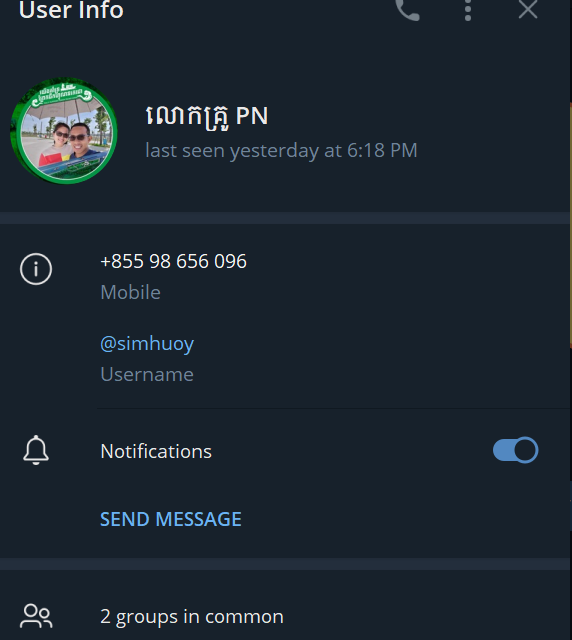 User Info
លោកគ្រូ PN
last seen yesterday at 6:18 PM
+855 98 656 096
Mobile
@simhuoy
Username
Notifications
SEND MESSAGE
2 groups in common